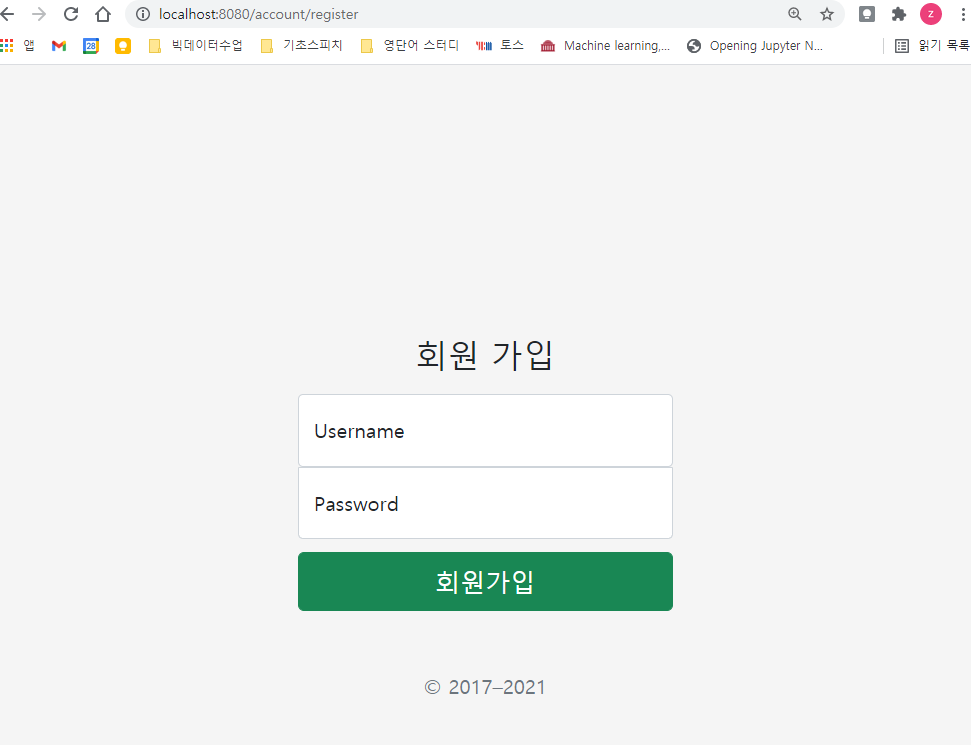 localhost:8080/account/register
z
앱
28
빅데이터수업
기초스피치
영단어 스터디
토스
Machine learning,...
Opening Jupyter N...
읽기 목록
회원 가입
Username
Password
회원가입
© 2017–2021